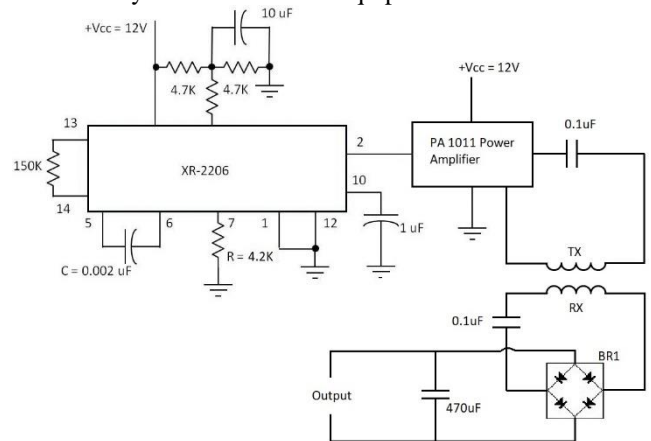 10 uF
+Vcc = 12V
4.7K
4.7K
+Vcc = 12V
13
150K
14
XR-2206
2
10
PA 1011 Power
Amplifier
0.1uF
5
6
7
1
12
1 uF
R = 4.2K
C = 0.002 uF
TX
RX
0.1uF
BR1
Output
470uF